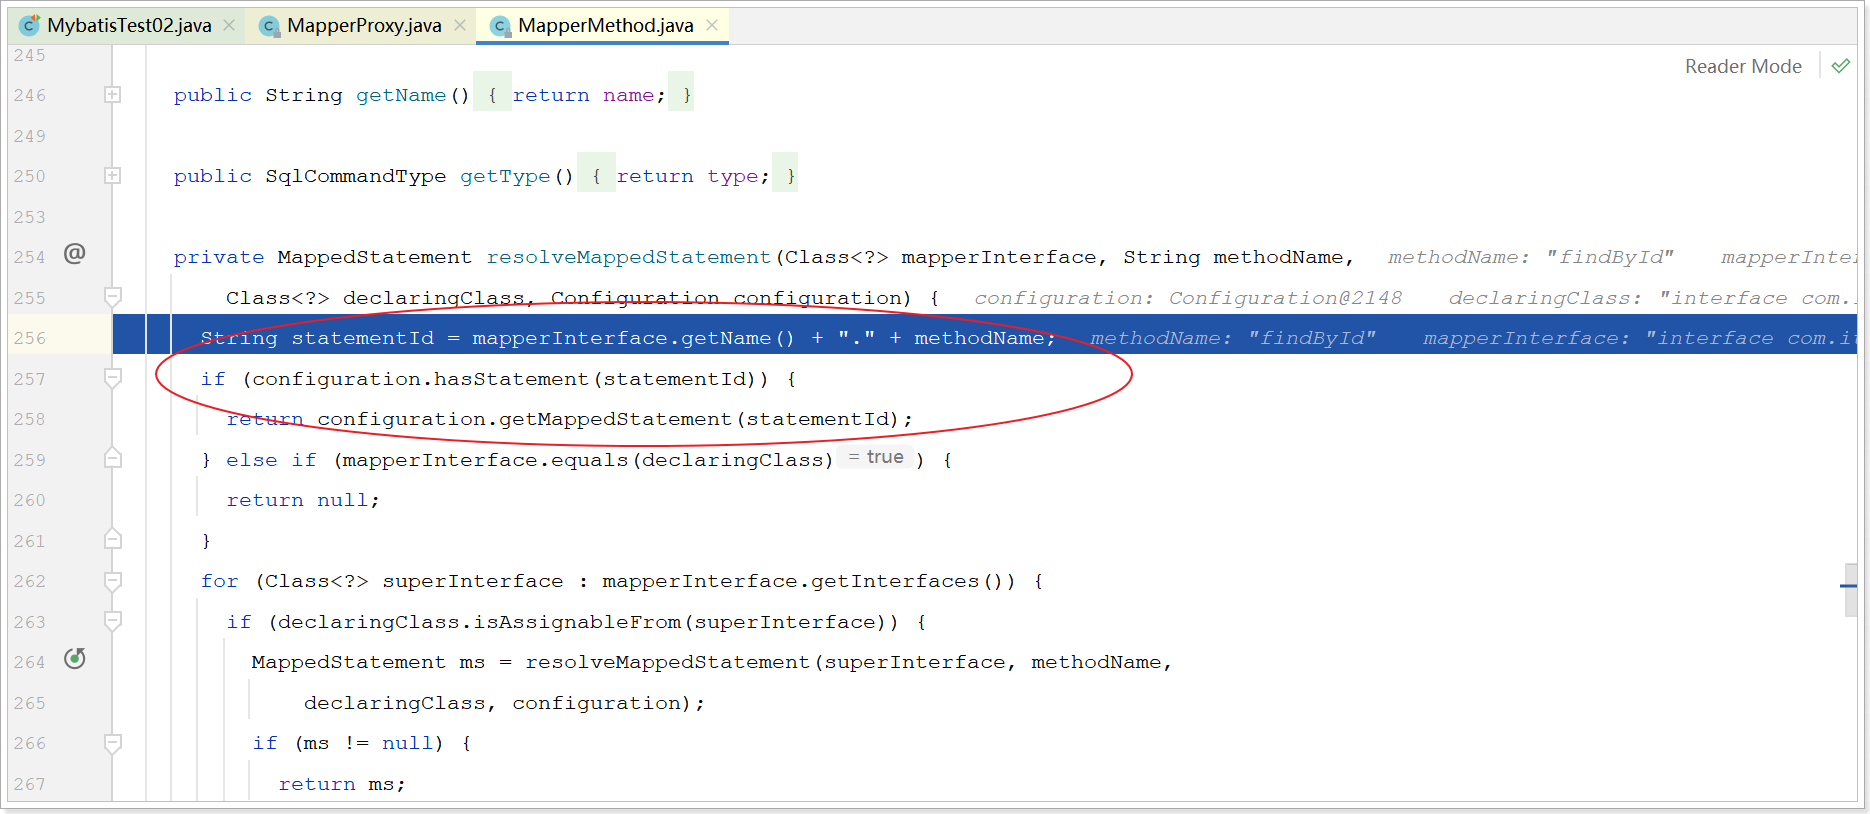 MybatisTest02.java MapperProxy.java MapperMethod.java
Reader Mode
245
246 public String getName() { return name; }
249
250 public SqlCommandType getType() { return type; }
253
254 @ private MappedStatement resolveMappedStatement(Class<?> mapperInterface, String methodName, methodName: "findById" mapperInter
255 Class<?> declaringClass, Configuration configuration) { configuration: Configuration@2148 declaringClass: "interface com.i
256 String statementId = mapperInterface.getName() + "." + methodName; methodName: "findById" mapperInterface: "interface com.it
257 if (configuration.hasStatement(statementId)) {
258 return configuration.getMappedStatement(statementId);
259 } else if (mapperInterface.equals(declaringClass) = true ) {
260 return null;
261 }
262 for (Class<?> superInterface : mapperInterface.getInterfaces()) {
263 if (declaringClass.isAssignableFrom(superInterface)) {
264 MappedStatement ms = resolveMappedStatement(superInterface, methodName,
265 declaringClass, configuration);
266 if (ms != null) {
267 return ms;